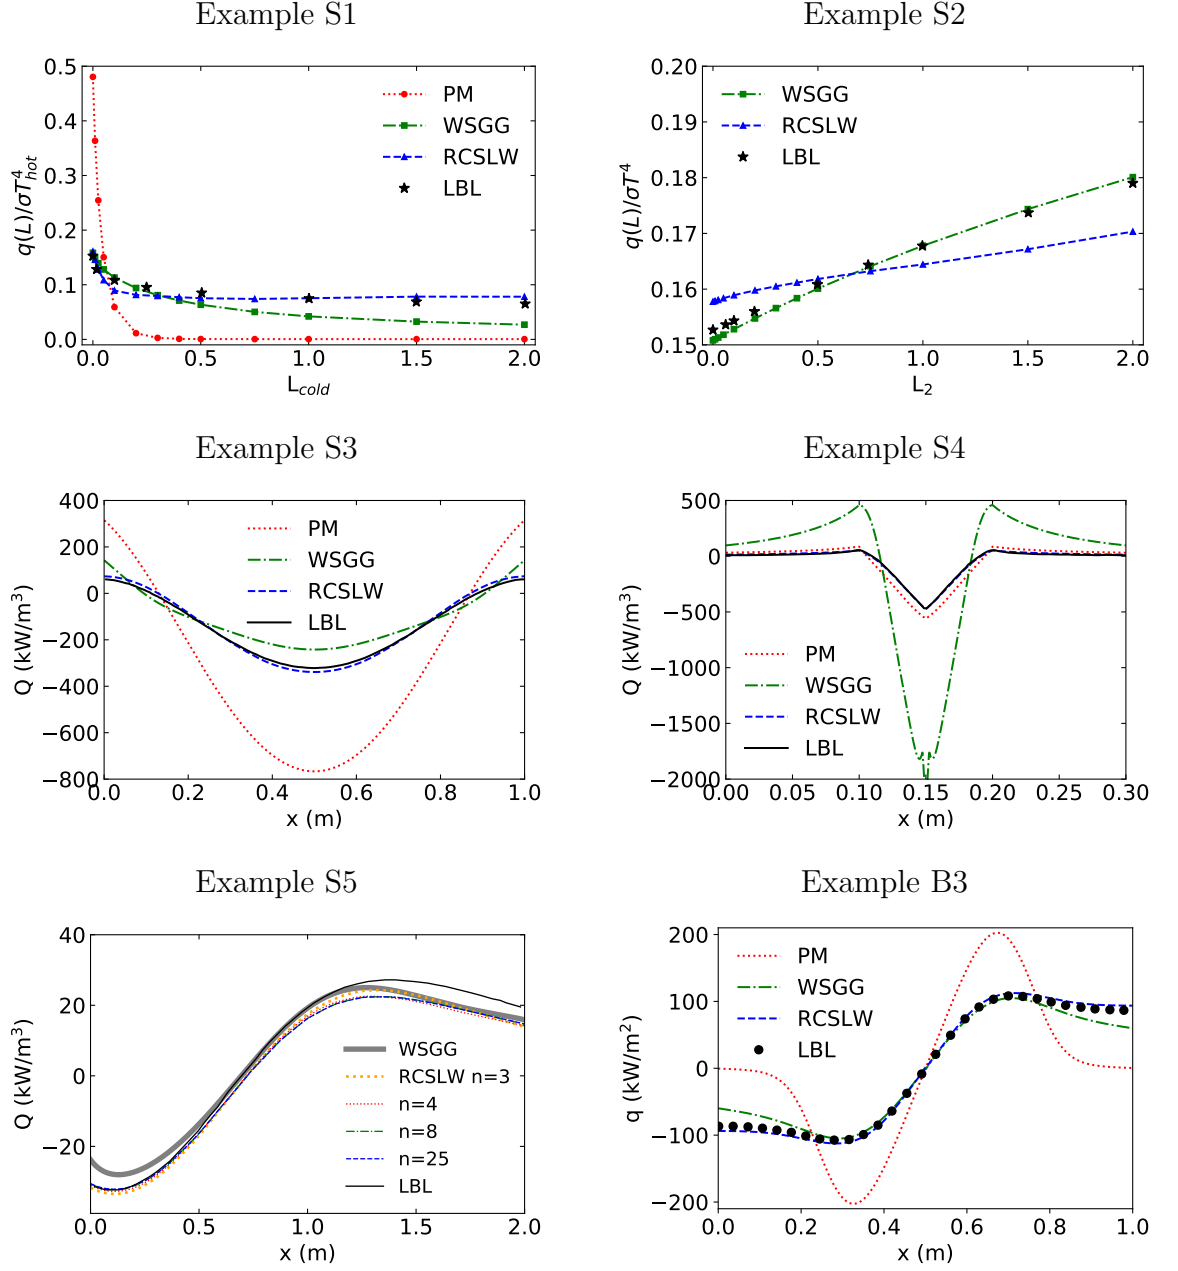 Example S1
q(L)/σT⁴hot
0.5
0.4
0.3
0.2
0.1
0.0
PM
WSGG
RCSLW
LBL
0.0 0.5 1.0 1.5 2.0
Lcold
Example S2
q(L)/σT⁴
0.20
0.19
0.18
0.17
0.16
0.15
WSGG
RCSLW
LBL
0.0 0.5 1.0 1.5 2.0
L2
Example S3
Q (kW/m³)
400
200
0
−200
−400
−600
−800
PM
WSGG
RCSLW
LBL
0.0 0.2 0.4 0.6 0.8 1.0
x (m)
Example S4
Q (kW/m³)
500
0
−500
−1000
−1500
−2000
PM
WSGG
RCSLW
LBL
0.00 0.05 0.10 0.15 0.20 0.25 0.30
x (m)
Example S5
Q (kW/m³)
40
20
0
−20
WSGG
RCSLW n=3
n=4
n=8
n=25
LBL
0.0 0.5 1.0 1.5 2.0
x (m)
Example B3
q (kW/m²)
200
100
0
−100
−200
PM
WSGG
RCSLW
LBL
0.0 0.2 0.4 0.6 0.8 1.0
x (m)